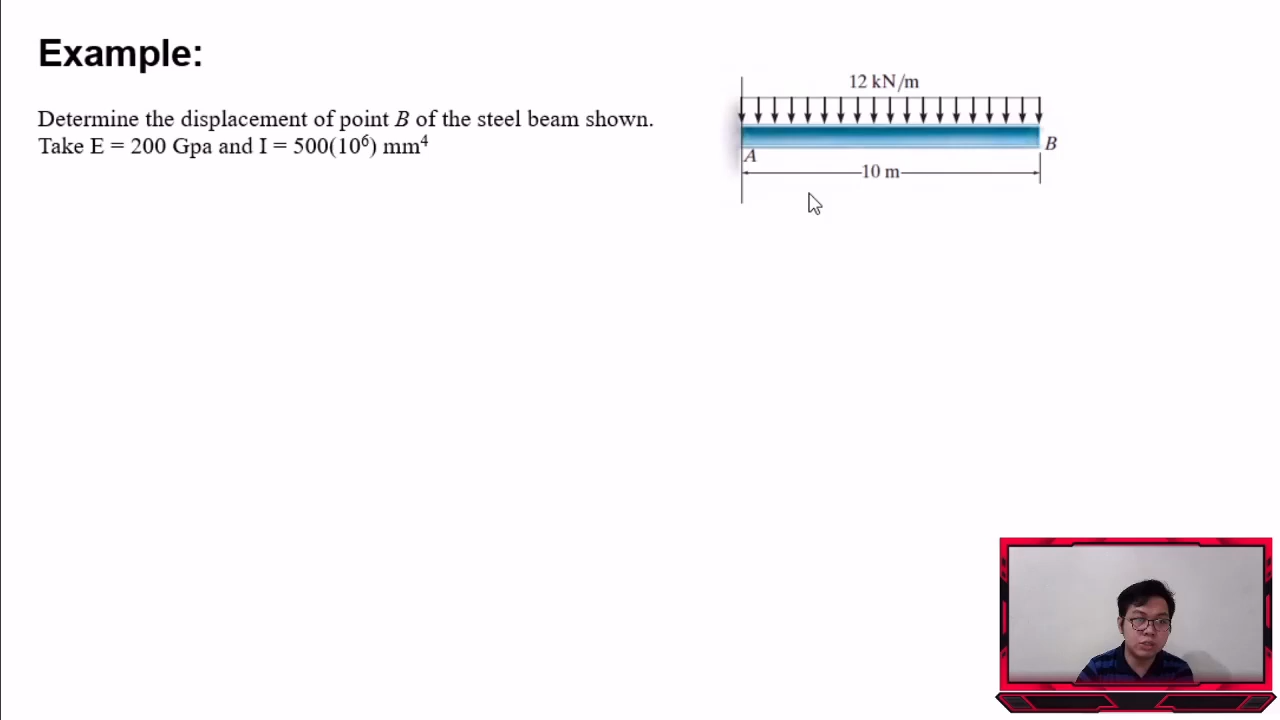 Example:
Determine the displacement of point B of the steel beam shown.
Take E = 200 Gpa and I = 500(10⁶) mm⁴
12 kN/m
A
B
10 m